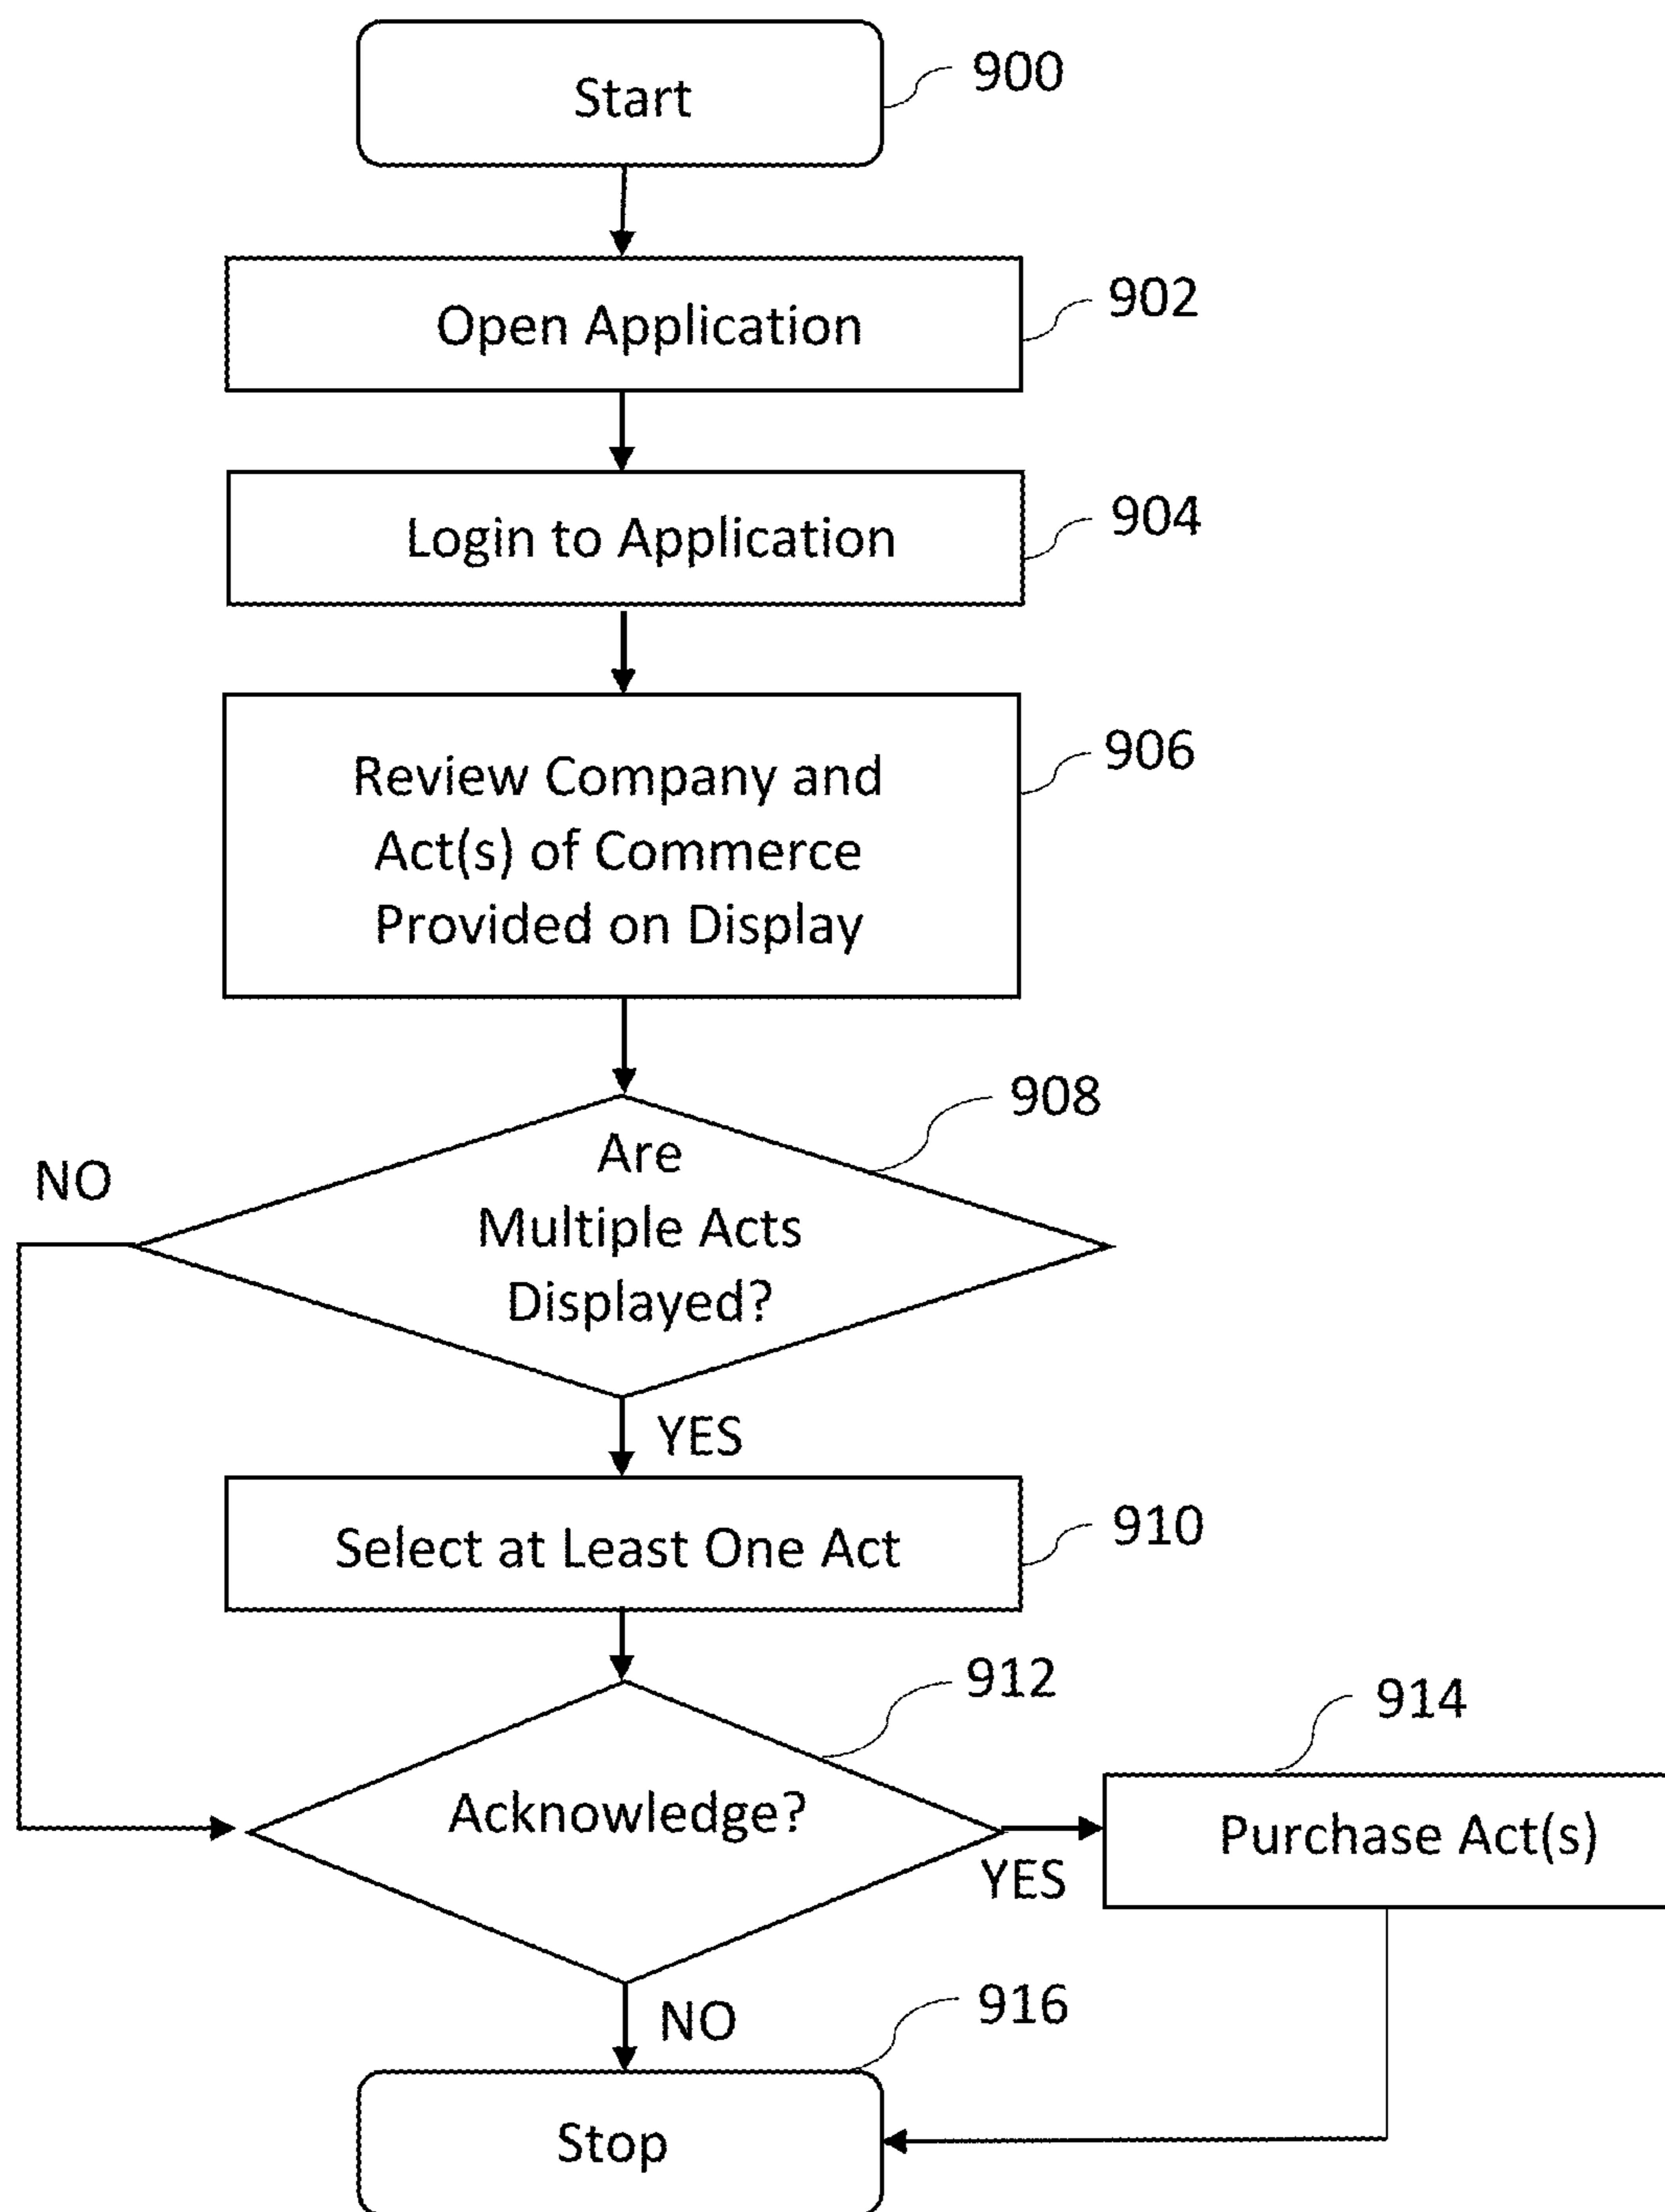 Start
900
Open Application
902
Login to Application
904
Review Company and
Act(s) of Commerce
Provided on Display
906
Are
Multiple Acts
Displayed?
908
NO
YES
Select at Least One Act
910
Acknowledge?
912
YES
914
Purchase Act(s)
NO
916
Stop